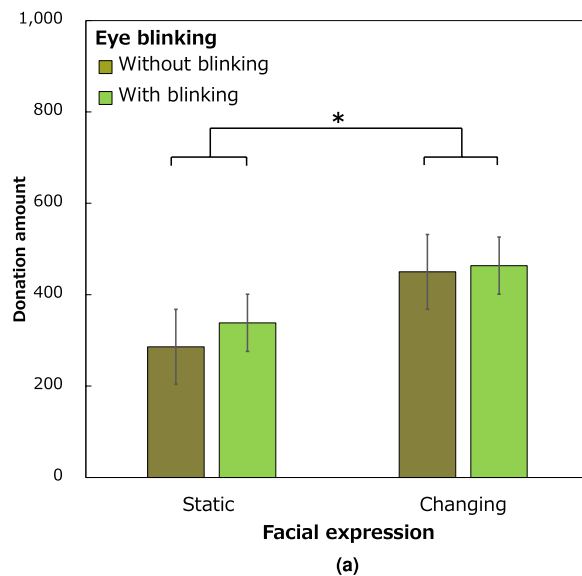 1,000
800
600
400
200
0
Donation amount
Eye blinking
Without blinking
With blinking
*
Static
Changing
Facial expression
(a)